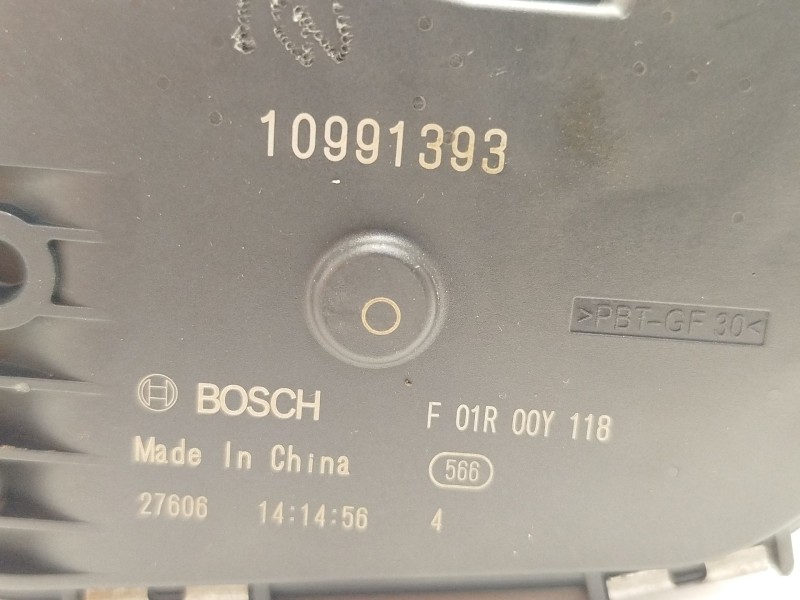 10991393
>PBT-GF 30<
BOSCH F 01R 00Y 118
Made In China 566
27606 14:14:56 4